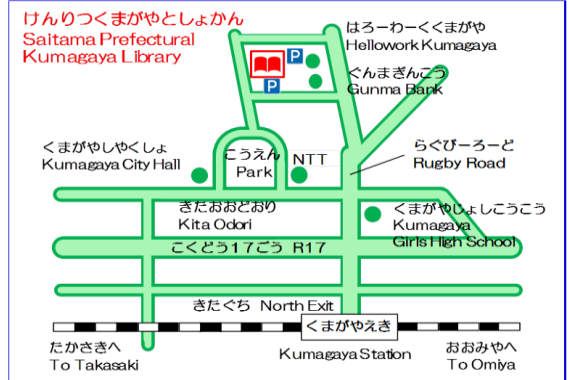 けんりつくまがやとしょかん
Saitama Prefectural
Kumagaya Library
はろーわーくくまがや
Hellowork Kumagaya
P
ぐんまぎんこう
Gunma Bank
P
くまがやしやくしょ
Kumagaya City Hall
こうえん
Park
NTT
らぐびーろーど
Rugby Road
きたおおどおり
Kita Odori
くまがやじょしこうこう
Kumagaya
Girls High School
こくどう17ごう R17
きたぐち North Exit
くまがやえき
Kumagaya Station
たかさきへ
To Takasaki
おおみやへ
To Omiya